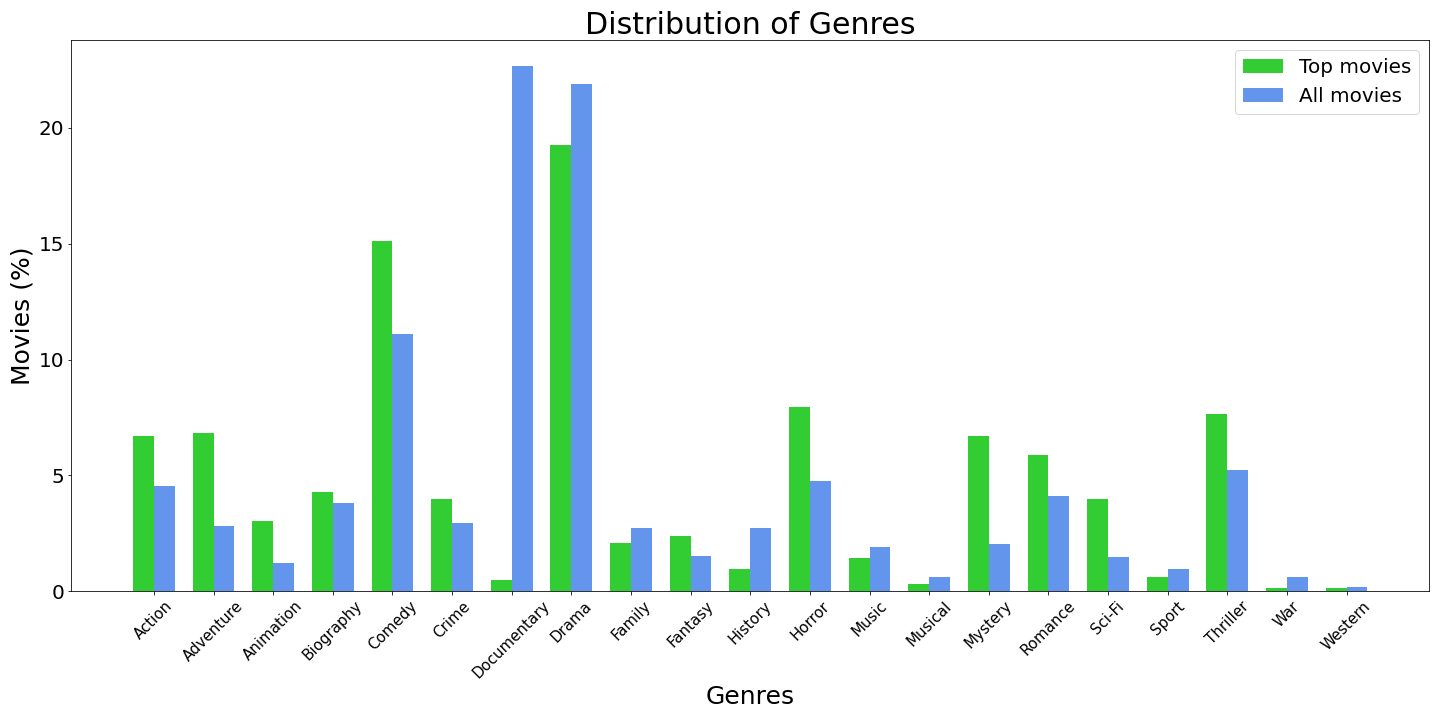 Distribution of Genres
Top movies
All movies
Movies (%)
20
15
10
5
0
Action
Adventure
Animation
Biography
Comedy
Crime
Documentary
Drama
Family
Fantasy
History
Horror
Music
Musical
Mystery
Romance
Sci-Fi
Sport
Thriller
War
Western
Genres